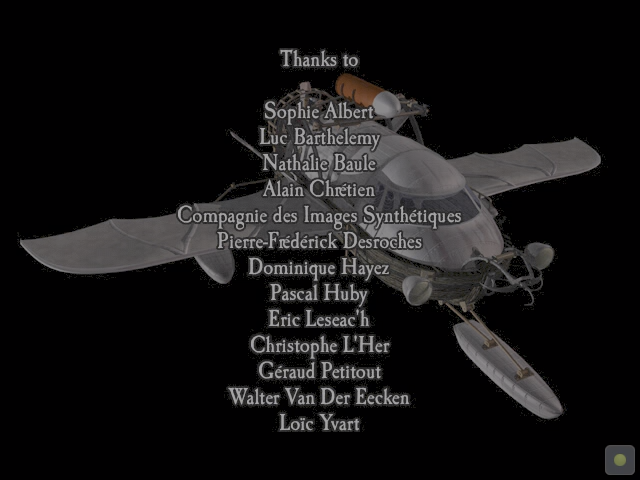 Thanks to
Sophie Albert
Luc Barthelemy
Nathalie Baule
Alain Chrétien
Compagnie des Images Synthétiques
Pierre-Frédérick Desroches
Dominique Hayez
Pascal Huby
Eric Leseac'h
Christophe L'Her
Géraud Petitout
Walter Van Der Eecken
Loïc Yvart